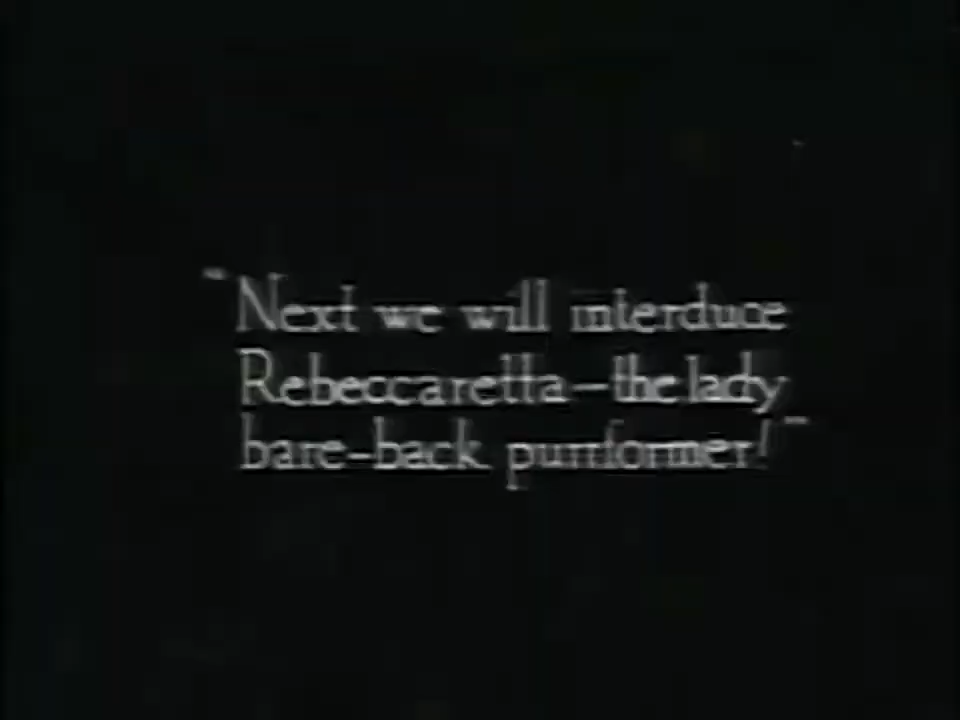 "Next we will interduce
Rebeccaretta—the lady
bare-back purrformer!"